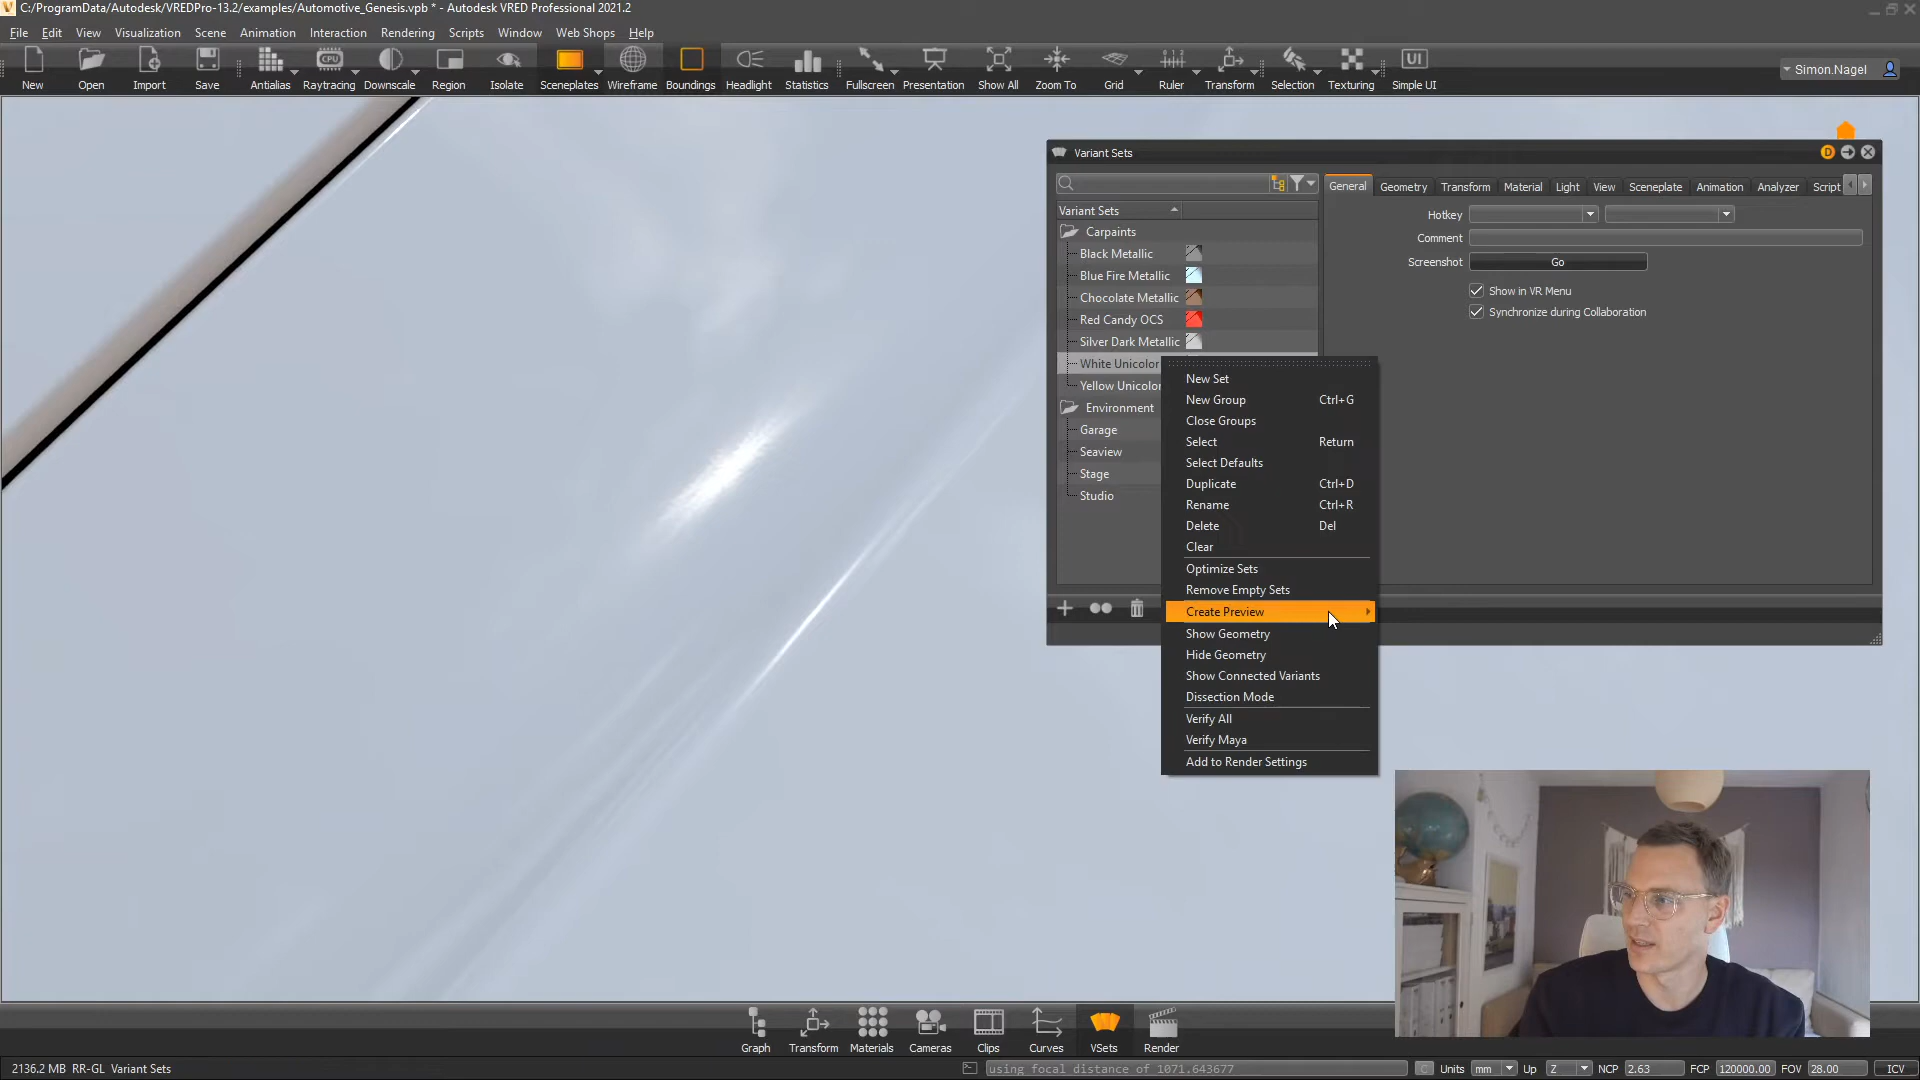 C:/ProgramData/Autodesk/VREDPro-13.2/examples/Automotive_Genesis.vpb * - Autodesk VRED Professional 2021.2
File Edit View Visualization Scene Animation Interaction Rendering Scripts Window Web Shops Help
CPU UI
New Open Import Save Antialias Raytracing Downscale Region Isolate Sceneplates Wireframe Boundings Headlight Statistics Fullscreen Presentation Show All Zoom To Grid Ruler Transform Selection Texturing Simple UI
Simon.Nagel
Variant Sets
D
General Geometry Transform Material Light View Sceneplate Animation Analyzer Script
Variant Sets
Hotkey
Carpaints
Comment
Black Metallic
Screenshot Go
Blue Fire Metallic
Show in VR Menu
Chocolate Metallic
Synchronize during Collaboration
Red Candy OCS
Silver Dark Metallic
White Unicolor
Yellow Unicolor
Environment
Garage
Seaview
Stage
Studio
New Set
New Group Ctrl+G
Close Groups
Select Return
Select Defaults
Duplicate Ctrl+D
Rename Ctrl+R
Delete Del
Clear
Optimize Sets
Remove Empty Sets
Create Preview
Show Geometry
Hide Geometry
Show Connected Variants
Dissection Mode
Verify All
Verify Maya
Add to Render Settings
Graph Transform Materials Cameras Clips Curves VSets Render
2136.2 MB RR-GL Variant Sets using focal distance of 1071.643677 C Units mm Up Z NCP 2.63 FCP 120000.00 FOV 28.00 ICV